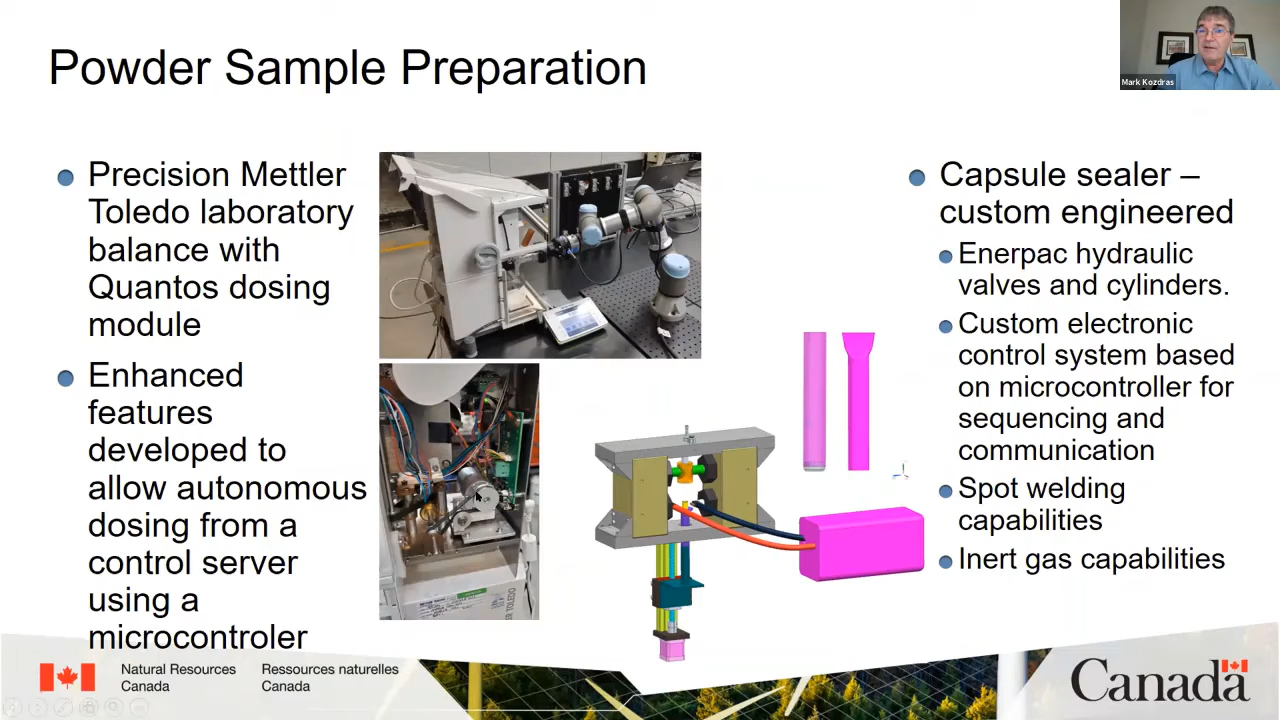 Powder Sample Preparation
Mark Kozdras
Precision Mettler
Toledo laboratory
balance with
Quantos dosing
module
Enhanced
features
developed to
allow autonomous
dosing from a
control server
using a
microcontroler
TOLEDO
Capsule sealer –
custom engineered
Enerpac hydraulic
valves and cylinders.
Custom electronic
control system based
on microcontroller for
sequencing and
communication
Spot welding
capabilities
Inert gas capabilities
Natural Resources
Canada
Ressources naturelles
Canada
Canada